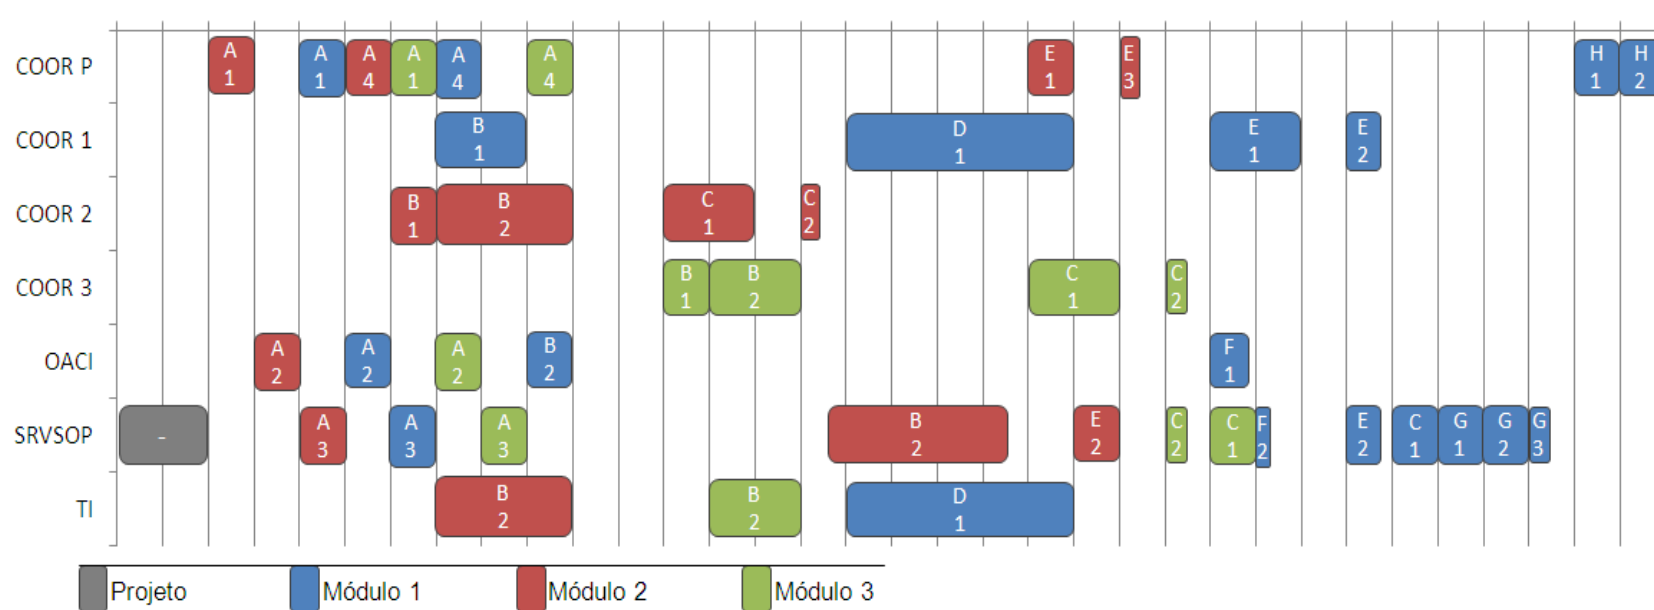 COOR P
A
1
A
1
A
4
A
1
A
4
A
4
E
1
E
3
H
1
H
2
COOR 1
B
1
D
1
E
1
E
2
COOR 2
B
1
B
2
C
1
C
2
COOR 3
B
1
B
2
C
1
C
2
OACI
A
2
A
2
A
2
B
2
F
1
SRVSOP
-
A
3
A
3
A
3
B
2
E
2
C
2
C
1
F
2
E
2
C
1
G
1
G
2
G
3
TI
B
2
B
2
D
1
Projeto
Módulo 1
Módulo 2
Módulo 3